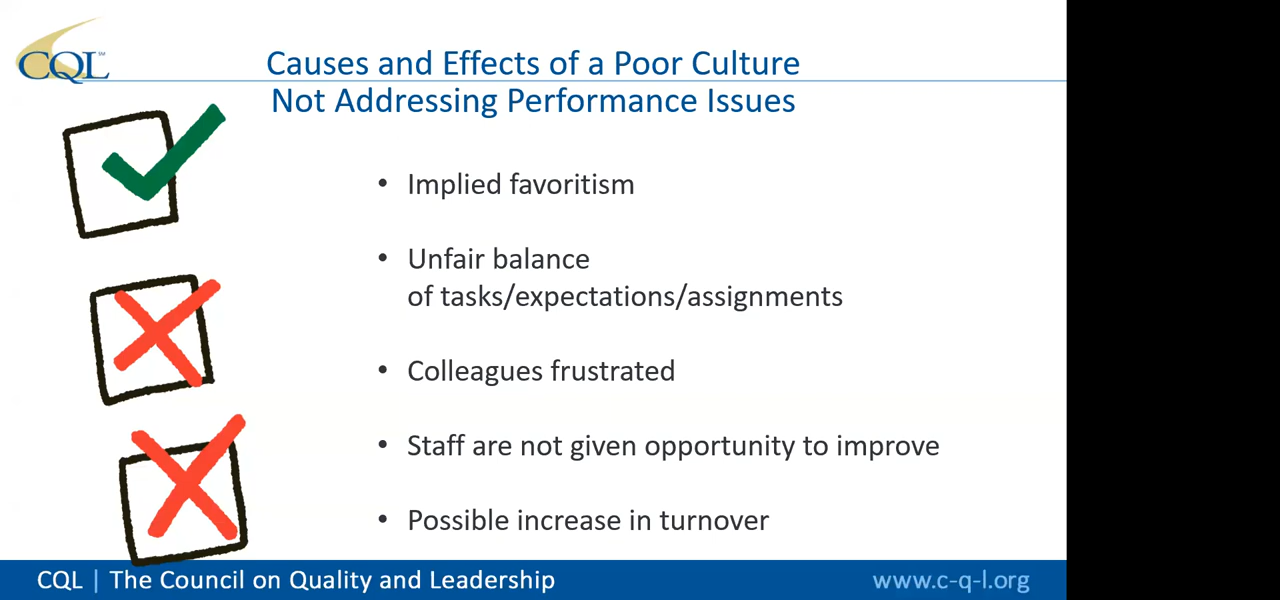 CQL
Causes and Effects of a Poor Culture
Not Addressing Performance Issues
• Implied favoritism
• Unfair balance
of tasks/expectations/assignments
• Colleagues frustrated
• Staff are not given opportunity to improve
• Possible increase in turnover
CQL | The Council on Quality and Leadership
www.c-q-l.org